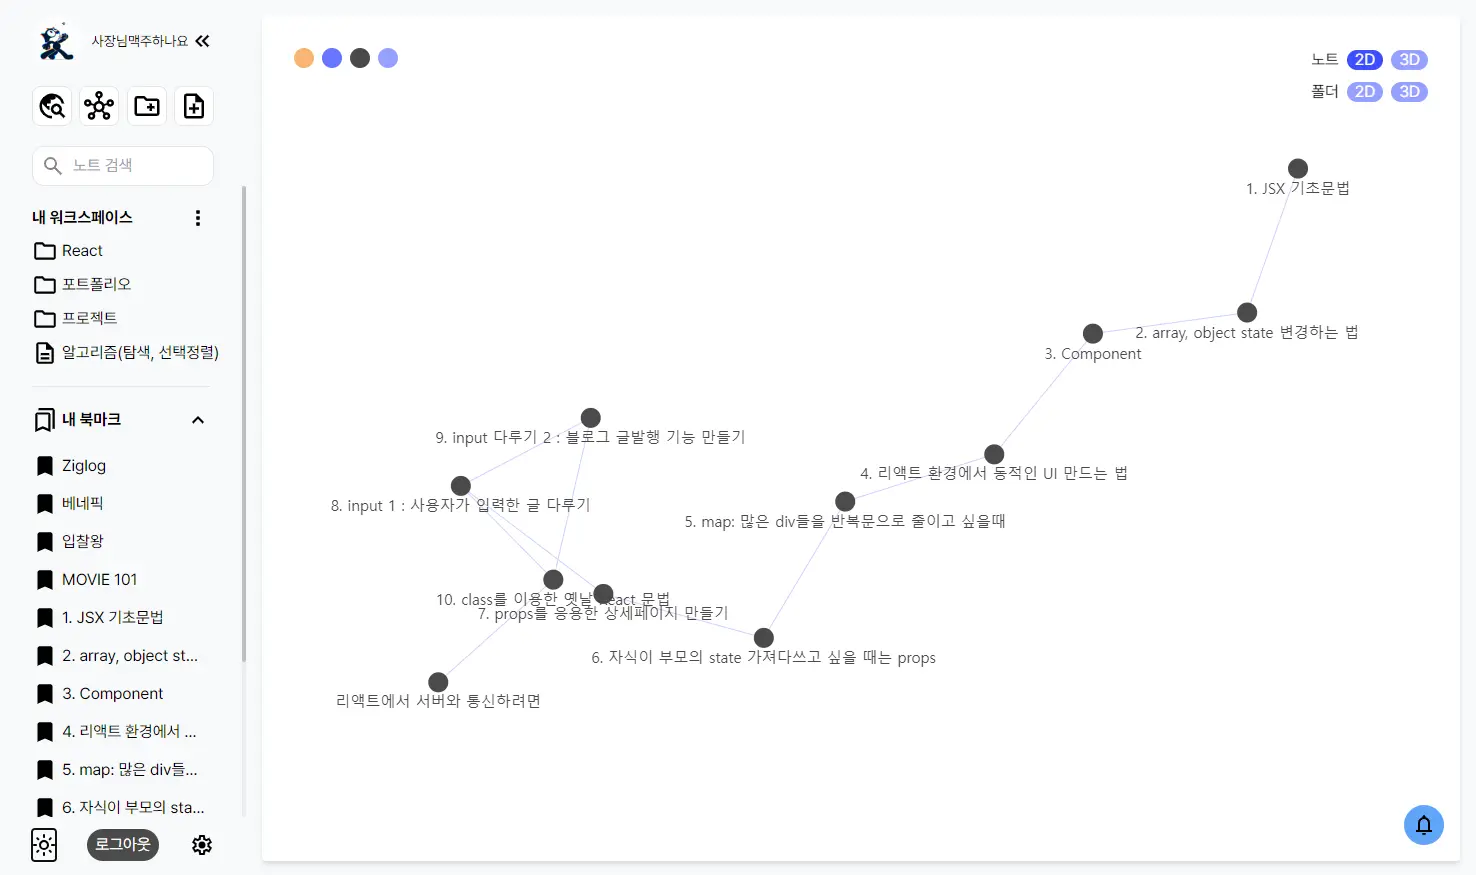 사장님맥주하나요
노트 검색
내 워크스페이스
React
포트폴리오
프로젝트
알고리즘(탐색, 선택정렬)
내 북마크
Ziglog
베네픽
입찰왕
MOVIE 101
1. JSX 기초문법
2. array, object st...
3. Component
4. 리액트 환경에서 ...
5. map: 많은 div들...
6. 자식이 부모의 sta...
로그아웃
노트 2D 3D
폴더 2D 3D
1. JSX 기초문법
2. array, object state 변경하는 법
3. Component
9. input 다루기 2 : 블로그 글발행 기능 만들기
4. 리액트 환경에서 동적인 UI 만드는 법
8. input 1 : 사용자가 입력한 글 다루기
5. map: 많은 div들을 반복문으로 줄이고 싶을때
10. class를 이용한 옛날 React 문법
7. props를 응용한 상세페이지 만들기
6. 자식이 부모의 state 가져다쓰고 싶을 때는 props
리액트에서 서버와 통신하려면